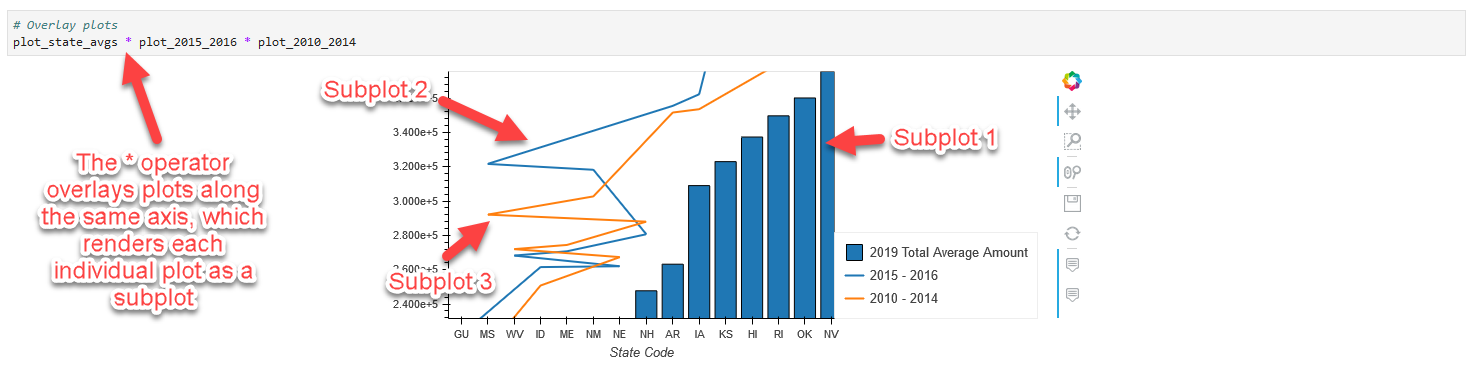 # Overlay plots
plot_state_avgs * plot_2015_2016 * plot_2010_2014
The * operator
overlays plots along
the same axis, which
renders each
individual plot as a
subplot
Subplot 2
Subplot 1
Subplot 3
3.400e+5
3.200e+5
3.000e+5
2.800e+5
2.600e+5
2.400e+5
GU MS WV ID ME NM NE NH AR IA KS HI RI OK NV
State Code
2019 Total Average Amount
2015 - 2016
2010 - 2014